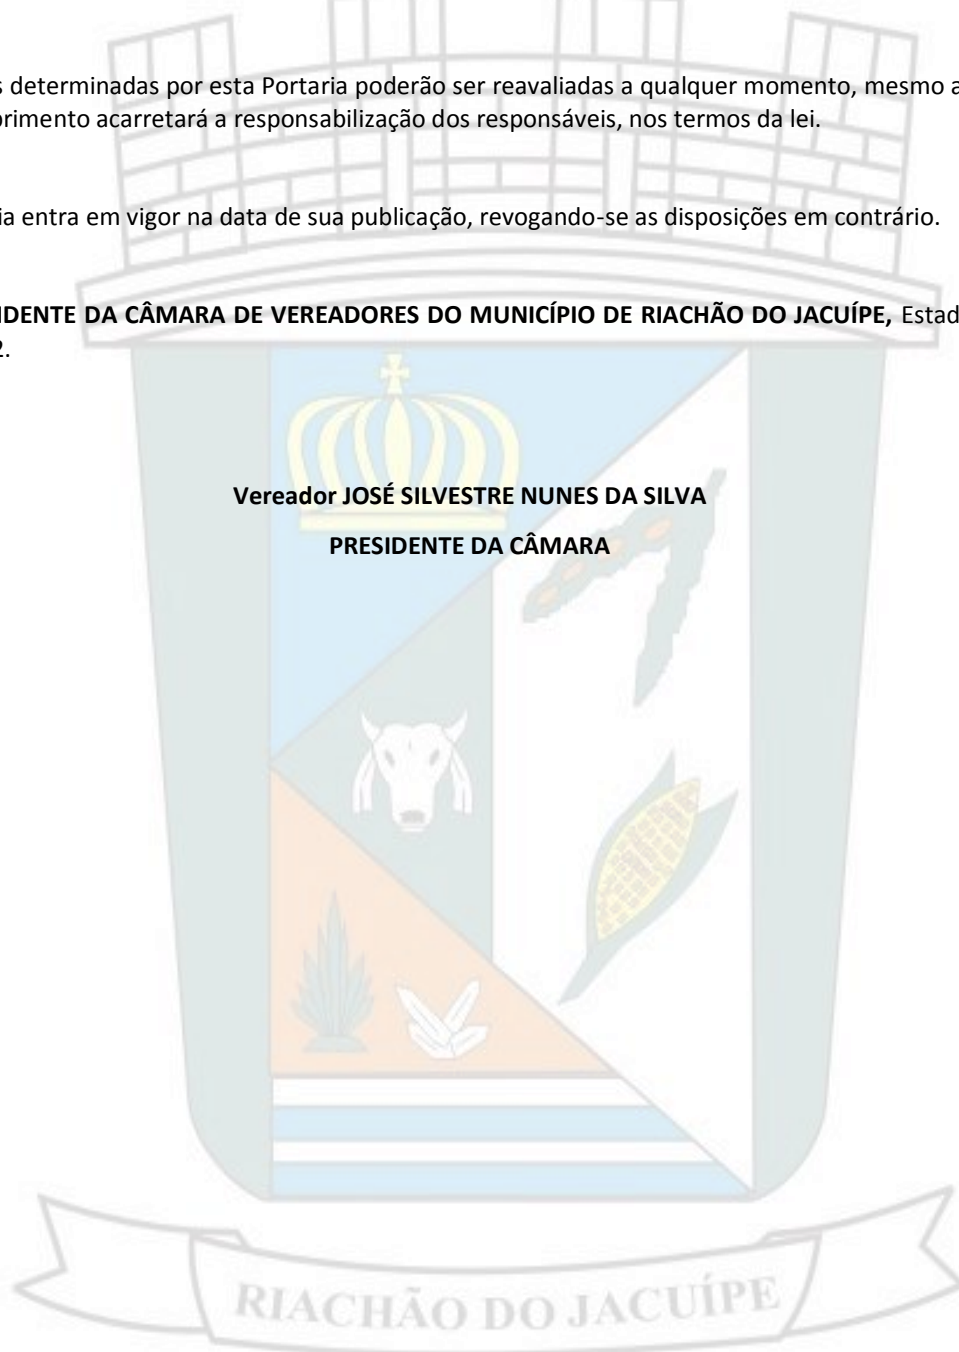 s determinadas por esta Portaria poderão ser reavaliadas a qualquer momento, mesmo a
primento acarretará a responsabilização dos responsáveis, nos termos da lei.
ia entra em vigor na data de sua publicação, revogando-se as disposições em contrário.
IDENTE DA CÂMARA DE VEREADORES DO MUNICÍPIO DE RIACHÃO DO JACUÍPE, Estad
2.
Vereador JOSÉ SILVESTRE NUNES DA SILVA
PRESIDENTE DA CÂMARA
RIACHÃO DO JACUÍPE